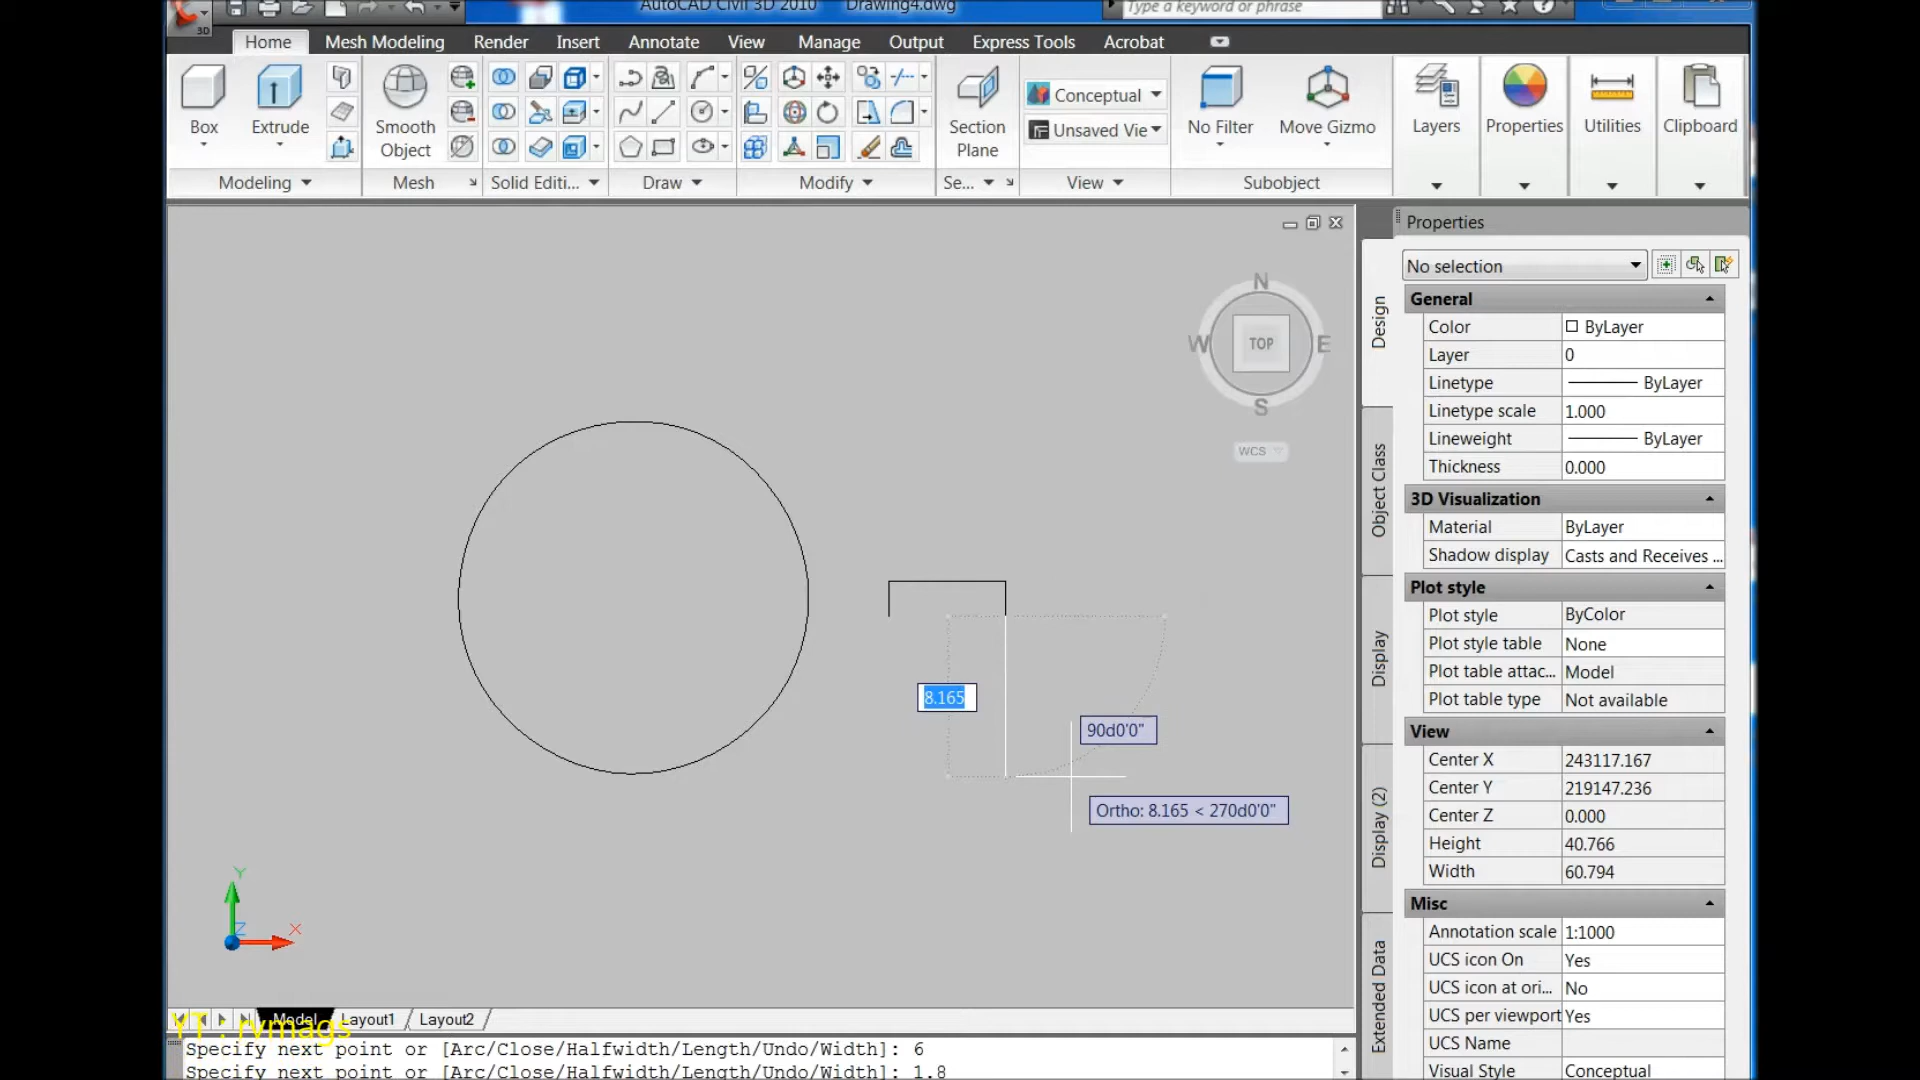 AutoCAD Civil 3D 2010 Drawing4.dwg
Type a keyword or phrase
3D
Home Mesh Modeling Render Insert Annotate View Manage Output Express Tools Acrobat
Box
Extrude
Smooth Object
Section Plane
Conceptual
Unsaved Vie
No Filter
Move Gizmo
Layers
Properties
Utilities
Clipboard
Modeling
Mesh
Solid Editi...
Draw
Modify
Se...
View
Subobject
N
W
TOP
E
S
WCS
8.165
90d0'0"
Ortho: 8.165 < 270d0'0"
Y
Z
X
Design
Object Class
Display
Display (2)
Extended Data
Properties
No selection
General
Color ByLayer
Layer 0
Linetype ByLayer
Linetype scale 1.000
Lineweight ByLayer
Thickness 0.000
3D Visualization
Material ByLayer
Shadow display Casts and Receives ...
Plot style
Plot style ByColor
Plot style table None
Plot table attac... Model
Plot table type Not available
View
Center X 243117.167
Center Y 219147.236
Center Z 0.000
Height 40.766
Width 60.794
Misc
Annotation scale 1:1000
UCS icon On Yes
UCS icon at ori... No
UCS per viewport Yes
UCS Name
Visual Style Conceptual
Model Layout1 Layout2
YT : rvmags
Specify next point or [Arc/Close/Halfwidth/Length/Undo/Width]: 6
Specify next point or [Arc/Close/Halfwidth/Length/Undo/Width]: 1.8